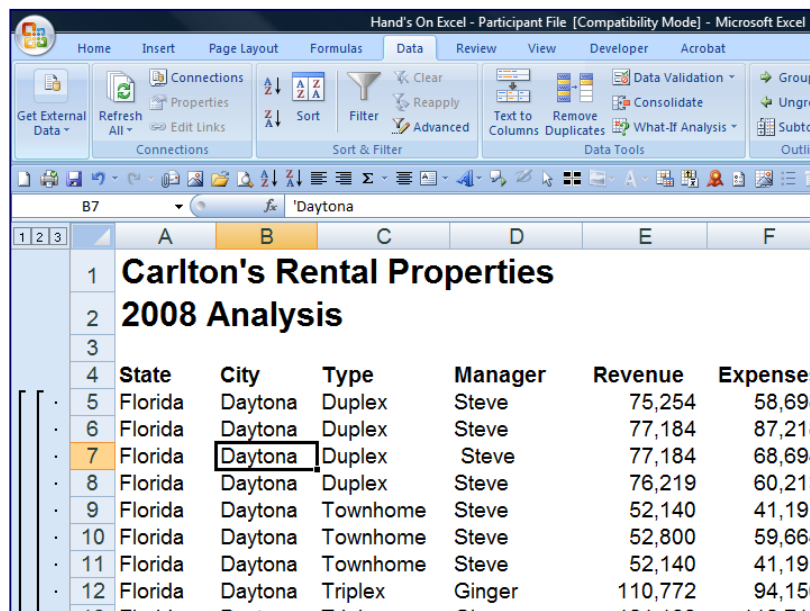 Hand's On Excel - Participant File [Compatibility Mode] - Microsoft Excel
Home Insert Page Layout Formulas Data Review View Developer Acrobat
Get External Data
Refresh All
Connections
Properties
Edit Links
Connections
Sort
Filter
Clear
Reapply
Advanced
Sort & Filter
Text to Columns
Remove Duplicates
Data Validation
Consolidate
What-If Analysis
Data Tools
B7 fx 'Daytona
1 2 3 A B C D E F
1 Carlton's Rental Properties
2 2008 Analysis
3
4 State City Type Manager Revenue Expense
5 Florida Daytona Duplex Steve 75,254
6 Florida Daytona Duplex Steve 77,184
7 Florida Daytona Duplex Steve 77,184
8 Florida Daytona Duplex Steve 76,219
9 Florida Daytona Townhome Steve 52,140
10 Florida Daytona Townhome Steve 52,800
11 Florida Daytona Townhome Steve 52,140
12 Florida Daytona Triplex Ginger 110,772